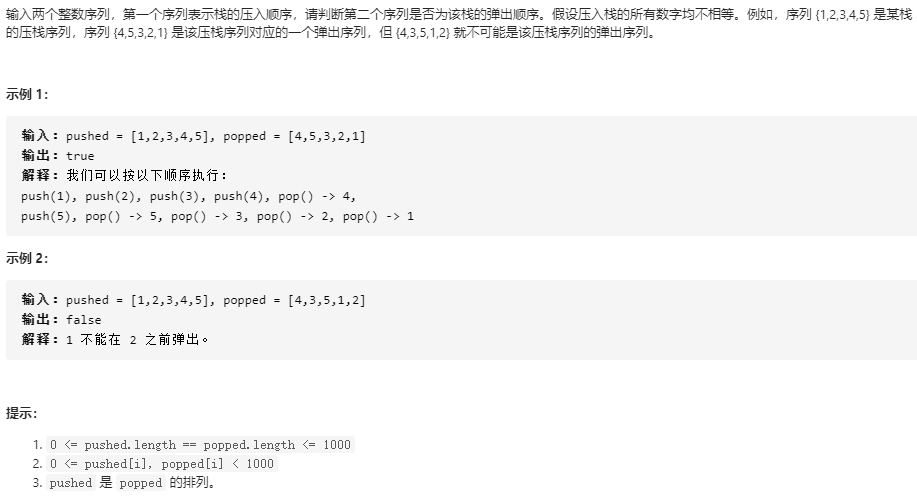 输入两个整数序列，第一个序列表示栈的压入顺序，请判断第二个序列是否为该栈的弹出顺序。假设压入栈的所有数字均不相等。例如，序列 {1,2,3,4,5} 是某栈
的压栈序列，序列 {4,5,3,2,1} 是该压栈序列对应的一个弹出序列，但 {4,3,5,1,2} 就不可能是该压栈序列的弹出序列。
示例 1：
输入：pushed = [1,2,3,4,5], popped = [4,5,3,2,1]
输出：true
解释：我们可以按以下顺序执行：
push(1), push(2), push(3), push(4), pop() -> 4,
push(5), pop() -> 5, pop() -> 3, pop() -> 2, pop() -> 1
示例 2：
输入：pushed = [1,2,3,4,5], popped = [4,3,5,1,2]
输出：false
解释：1 不能在 2 之前弹出。
提示：
1. 0 <= pushed.length == popped.length <= 1000
2. 0 <= pushed[i], popped[i] < 1000
3. pushed 是 popped 的排列。